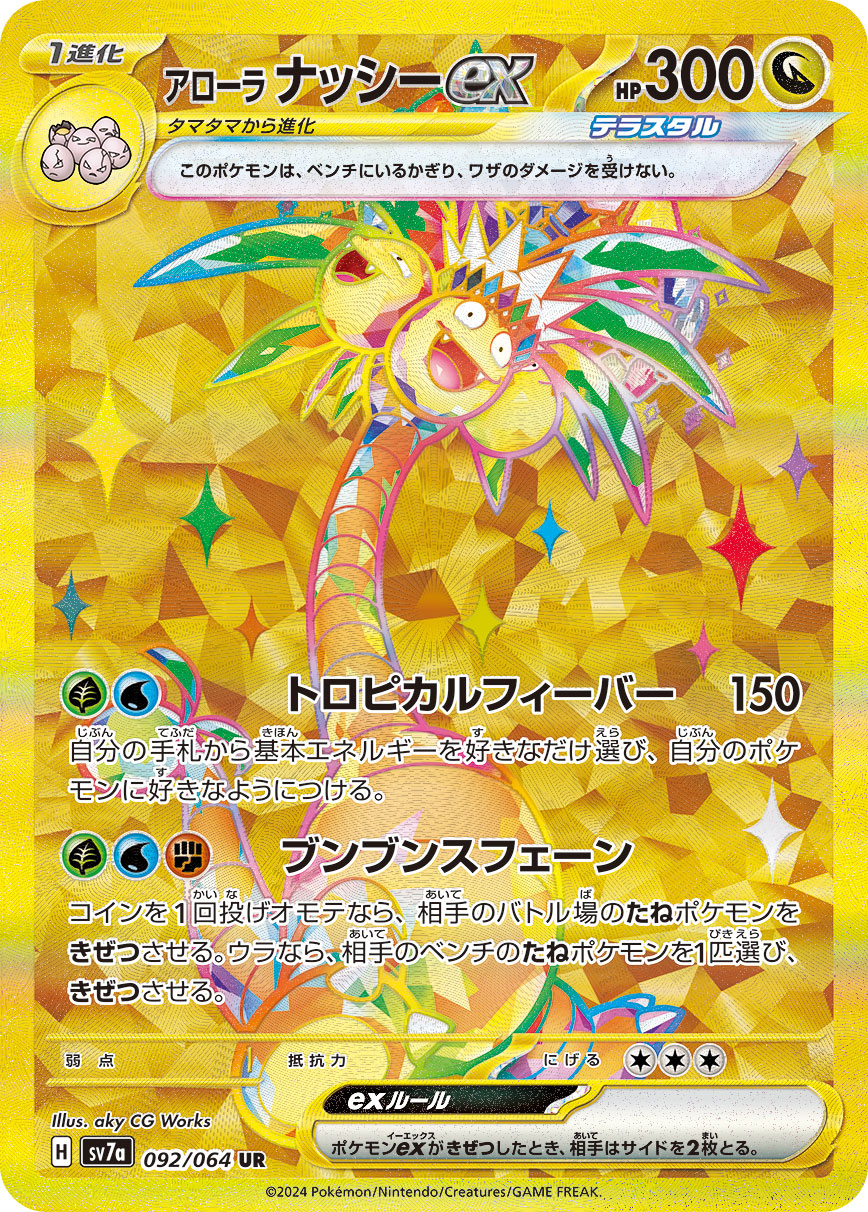 1進化
アローラ ナッシーex
HP 300
タマタマから進化
テラスタル
このポケモンは、ベンチにいるかぎり、ワザのダメージを受けない。
トロピカルフィーバー 150
自分の手札から基本エネルギーを好きなだけ選び、自分のポケ
モンに好きなようにつける。
ブンブンスフェーン
コインを1回投げオモテなら、相手のバトル場のたねポケモンを
きぜつさせる。ウラなら、相手のベンチのたねポケモンを1匹選び、
きぜつさせる。
弱点 抵抗力 にげる
exルール
Illus. aky CG Works
ポケモンexがきぜつしたとき、相手はサイドを2枚とる。
H sv7a 092/064 UR
©2024 Pokémon/Nintendo/Creatures/GAME FREAK.